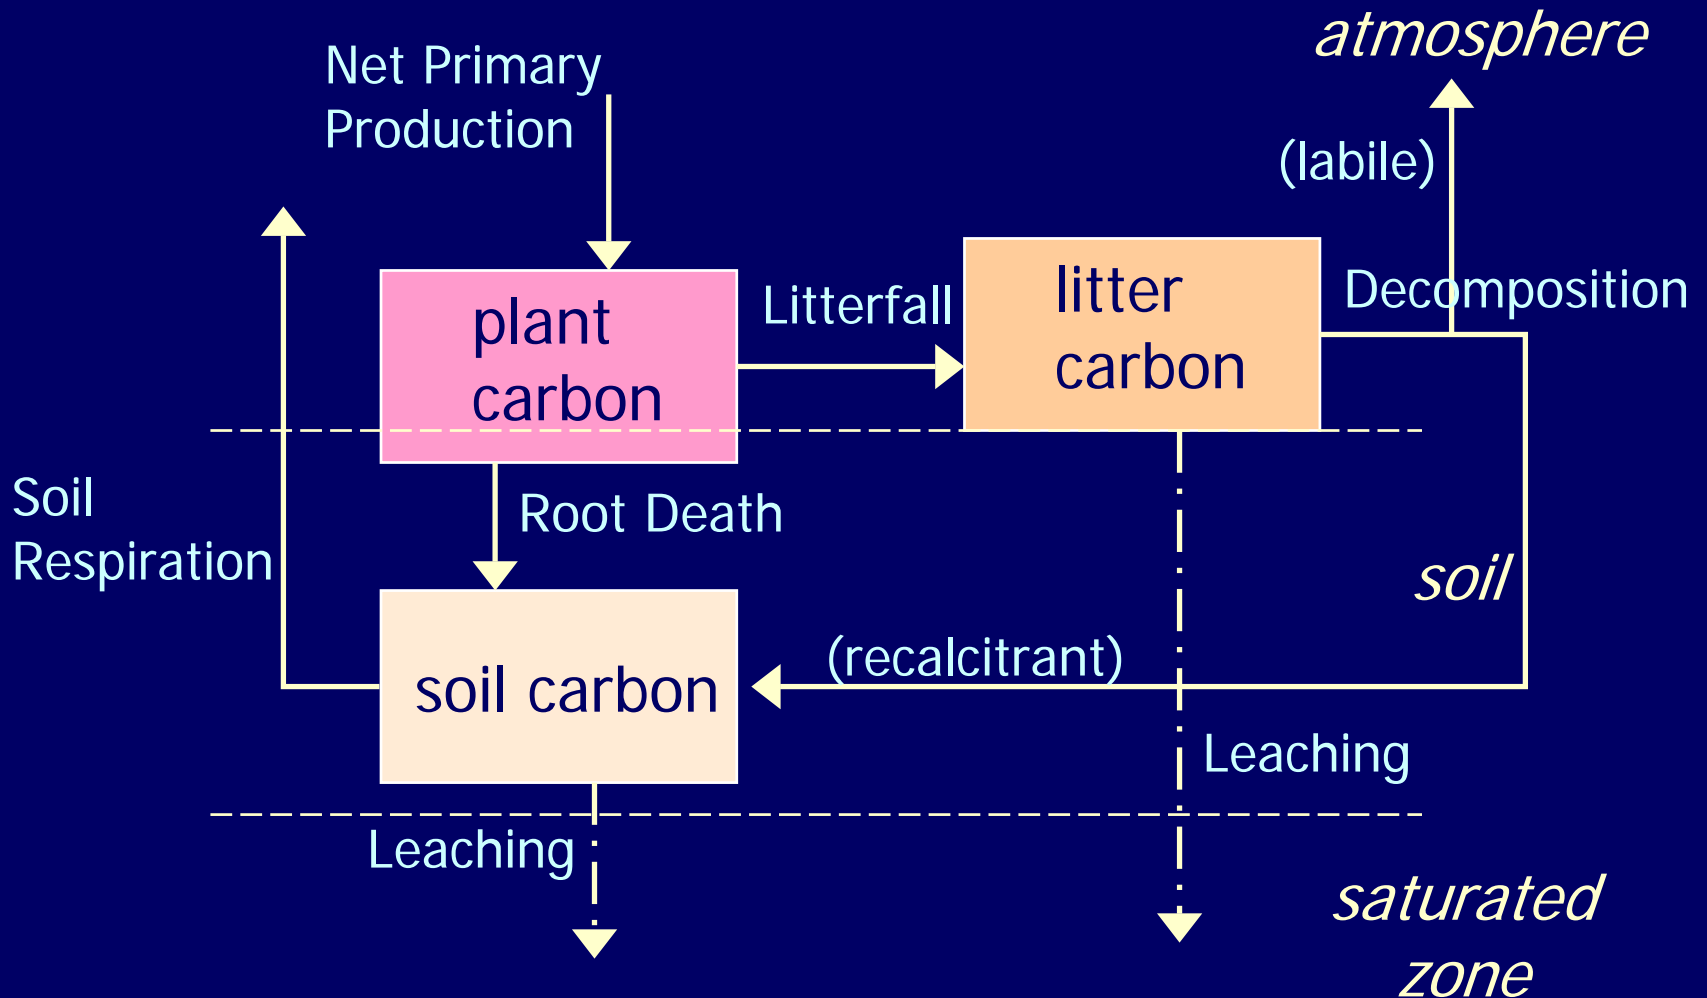 atmosphere
Net Primary
Production
(labile)
plant
carbon
Litterfall
litter
carbon
Decomposition
Soil
Respiration
Root Death
soil
soil carbon
(recalcitrant)
Leaching
Leaching
saturated
zone